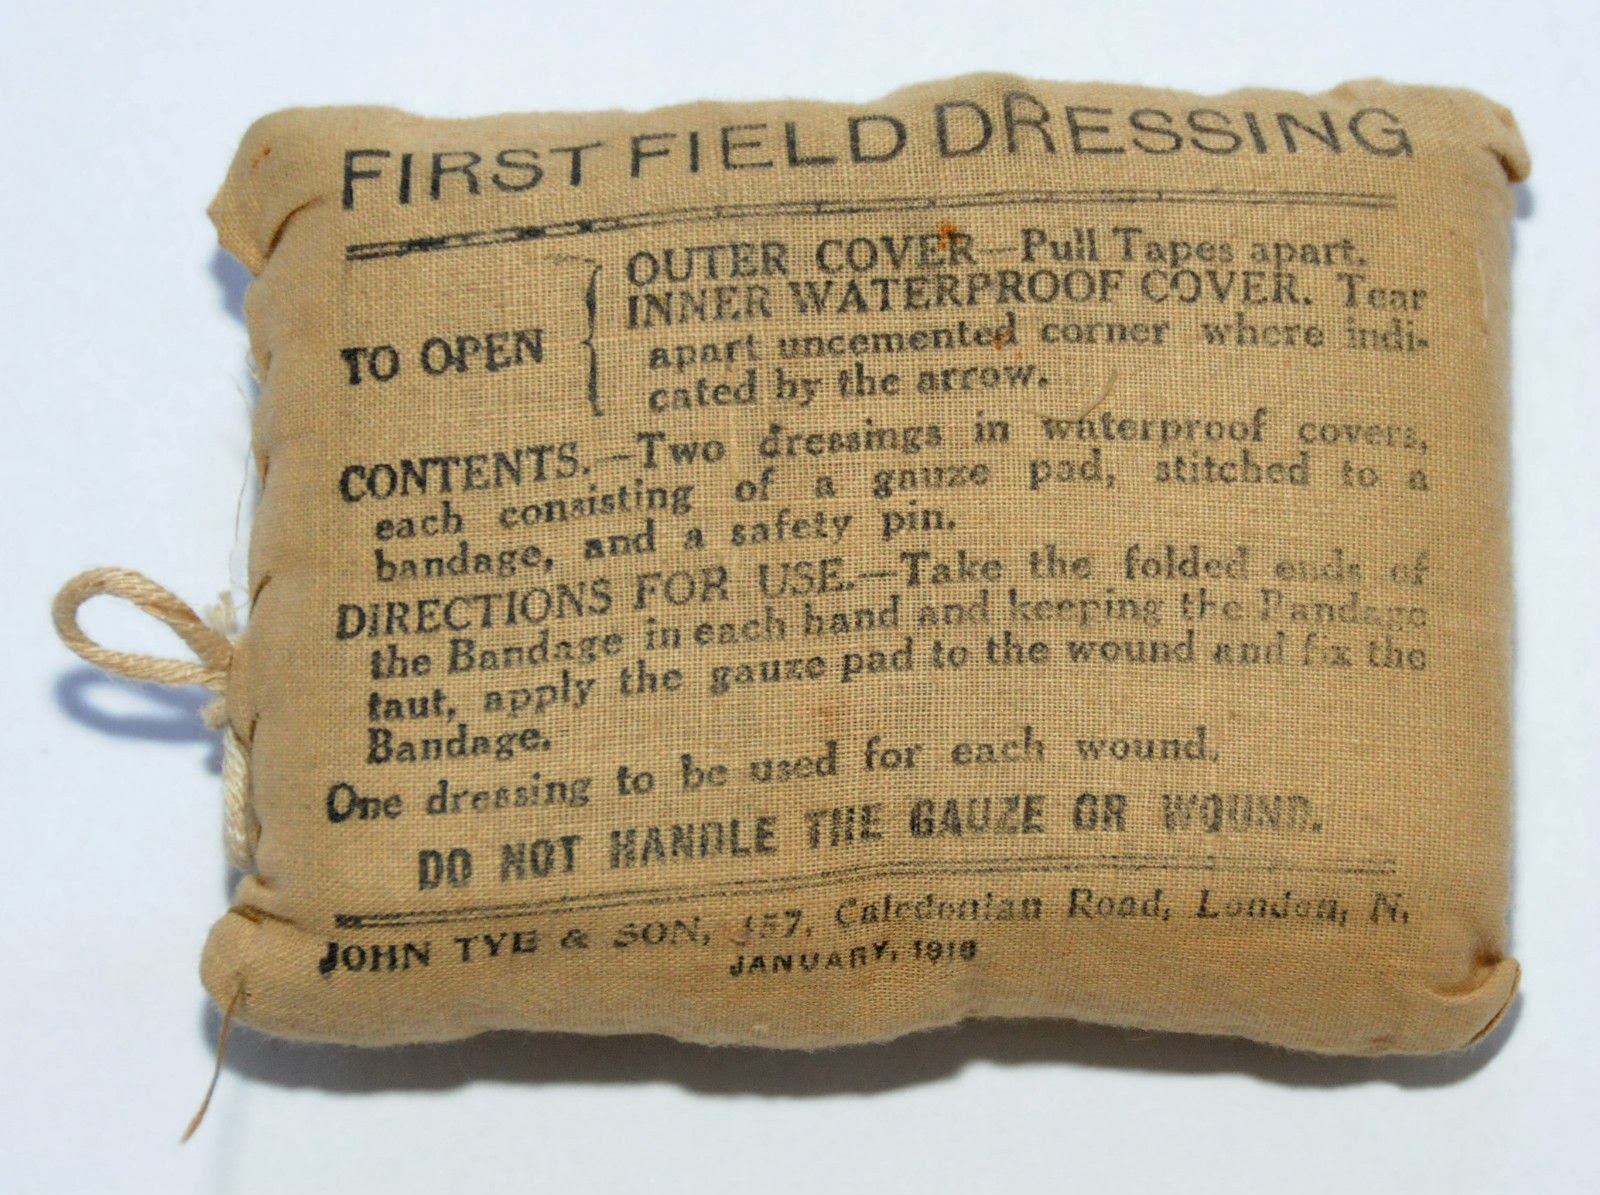 FIRST FIELD DRESSING
OUTER COVER—Pull Tapes apart.
INNER WATERPROOF COVER. Tear
TO OPEN
apart uncemented corner where indi-
cated by the arrow.
CONTENTS.—Two dressings in waterproof covers,
each consisting of a gauze pad, stitched to a
bandage, and a safety pin.
DIRECTIONS FOR USE.—Take the folded ends of
the Bandage in each hand and keeping the Bandage
taut, apply the gauze pad to the wound and fix the
Bandage.
One dressing to be used for each wound.
DO NOT HANDLE THE GAUZE OR WOUND.
JOHN TYE & SON, Caledonian Road, London, N.
JANUARY,